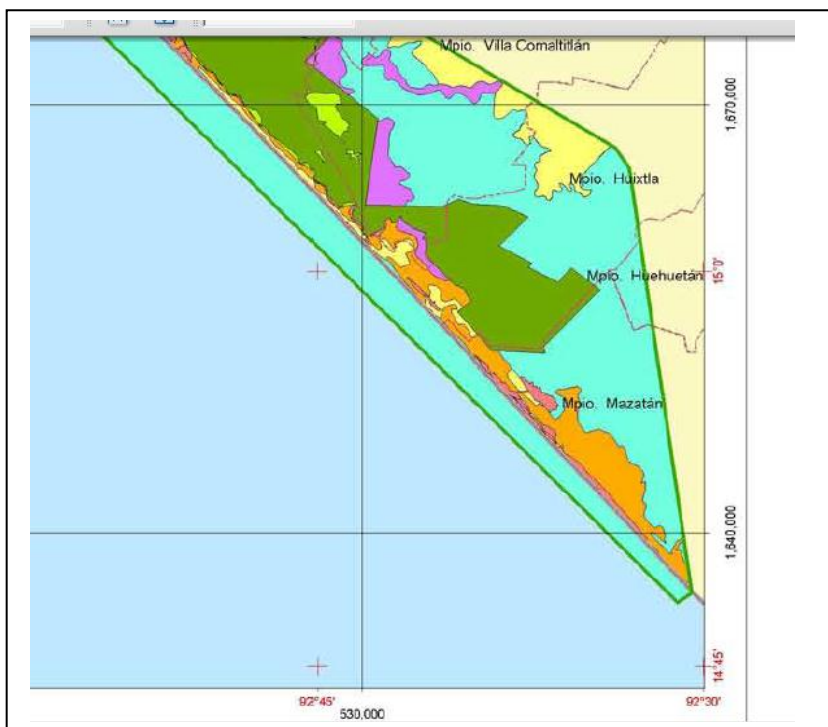 Mpio. Villa Comaltitlán
1,670,000
Mpio. Huixtla
Mpio. Huehuetán
15°0'
Mpio. Mazatán
1,640,000
14°45'
92°45'
92°30'
530,000